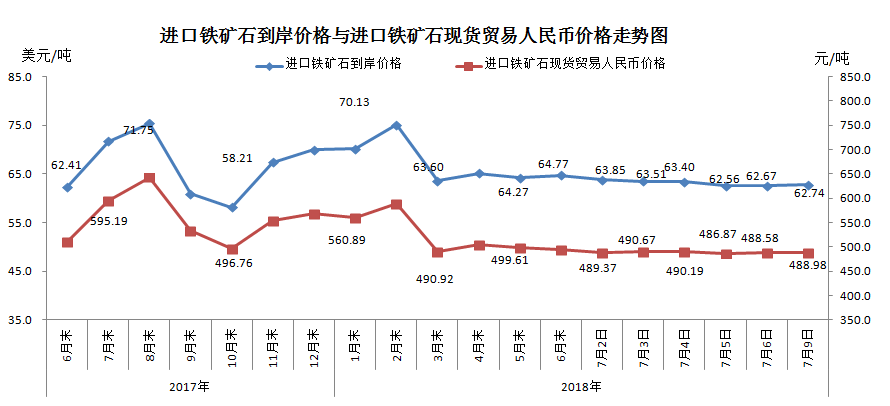 进口铁矿石到岸价格与进口铁矿石现货贸易人民币价格走势图
美元/吨
元/吨
进口铁矿石到岸价格
进口铁矿石现货贸易人民币价格
85.0
75.0
65.0
55.0
45.0
35.0
850.0
800.0
750.0
700.0
650.0
600.0
550.0
500.0
450.0
400.0
350.0
62.41
71.75
58.21
70.13
63.60
64.27
64.77
63.85
63.51
63.40
62.56
62.67
62.74
595.19
496.76
560.89
490.92
499.61
489.37
490.67
490.19
486.87
488.58
488.98
6月末
7月末
8月末
9月末
10月末
11月末
12月末
1月末
2月末
3月末
4月末
5月末
6月末
7月2日
7月3日
7月4日
7月5日
7月6日
7月9日
2017年
2018年